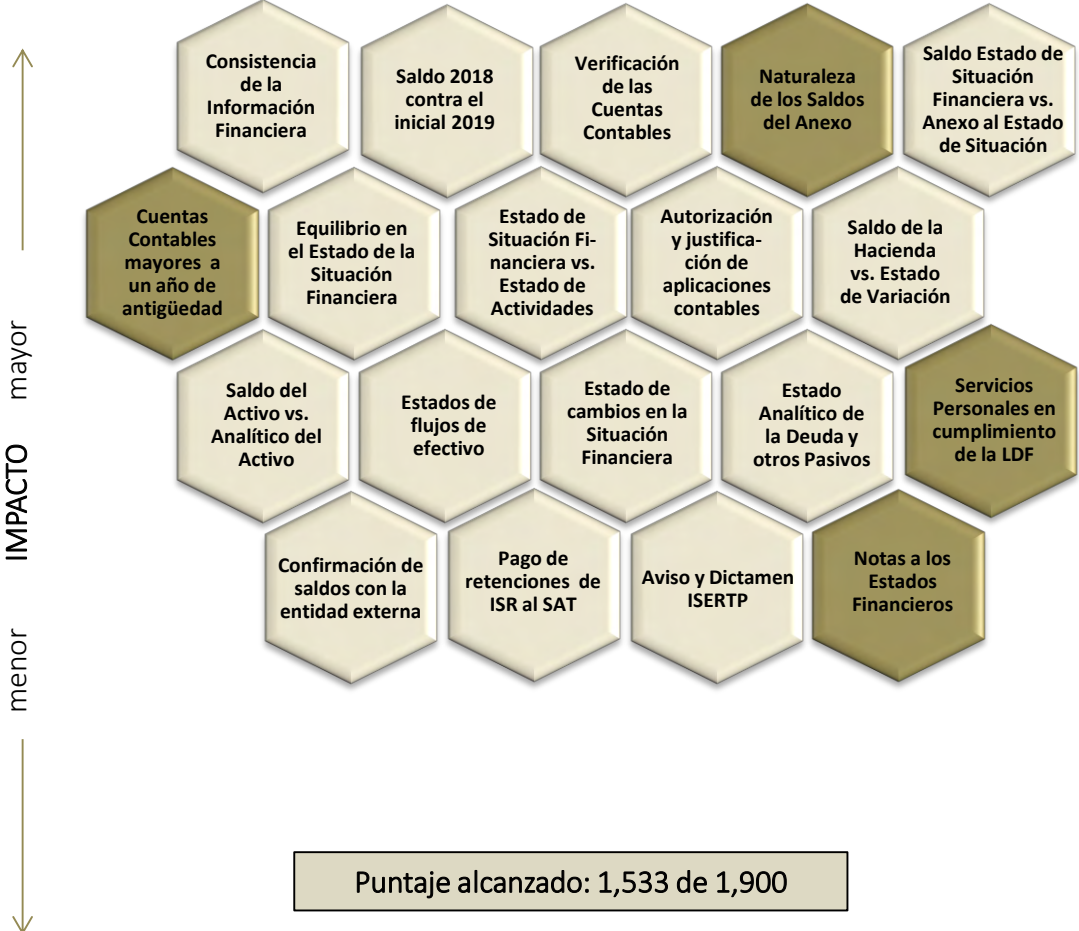 Consistencia
de la
Información
Financiera
Saldo 2018
contra el
inicial 2019
Verificación
de las
Cuentas
Contables
Naturaleza
de los Saldos
del Anexo
Saldo Estado de
Situación
Financiera vs.
Anexo al Estado
de Situación
Cuentas
Contables
mayores a
un año de
antigüedad
Equilibrio en
el Estado de la
Situación
Financiera
Estado de
Situación Fi-
nanciera vs.
Estado de
Actividades
Autorización
y justifica-
ción de
aplicaciones
contables
Saldo de la
Hacienda
vs. Estado
de Variación
Saldo del
Activo vs.
Analítico del
Activo
Estados de
flujos de
efectivo
Estado de
cambios en la
Situación
Financiera
Estado
Analítico de
la Deuda y
otros Pasivos
Servicios
Personales en
cumplimiento
de la LDF
Confirmación de
saldos con la
entidad externa
Pago de
retenciones de
ISR al SAT
Aviso y Dictamen
ISERTP
Notas a los
Estados
Financieros
menor IMPACTO mayor
Puntaje alcanzado: 1,533 de 1,900